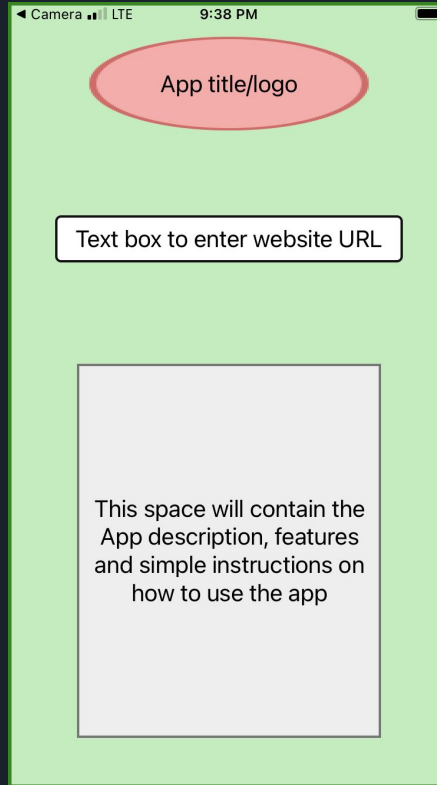 ◀ Camera LTE 9:38 PM
App title/logo
Text box to enter website URL
This space will contain the
App description, features
and simple instructions on
how to use the app